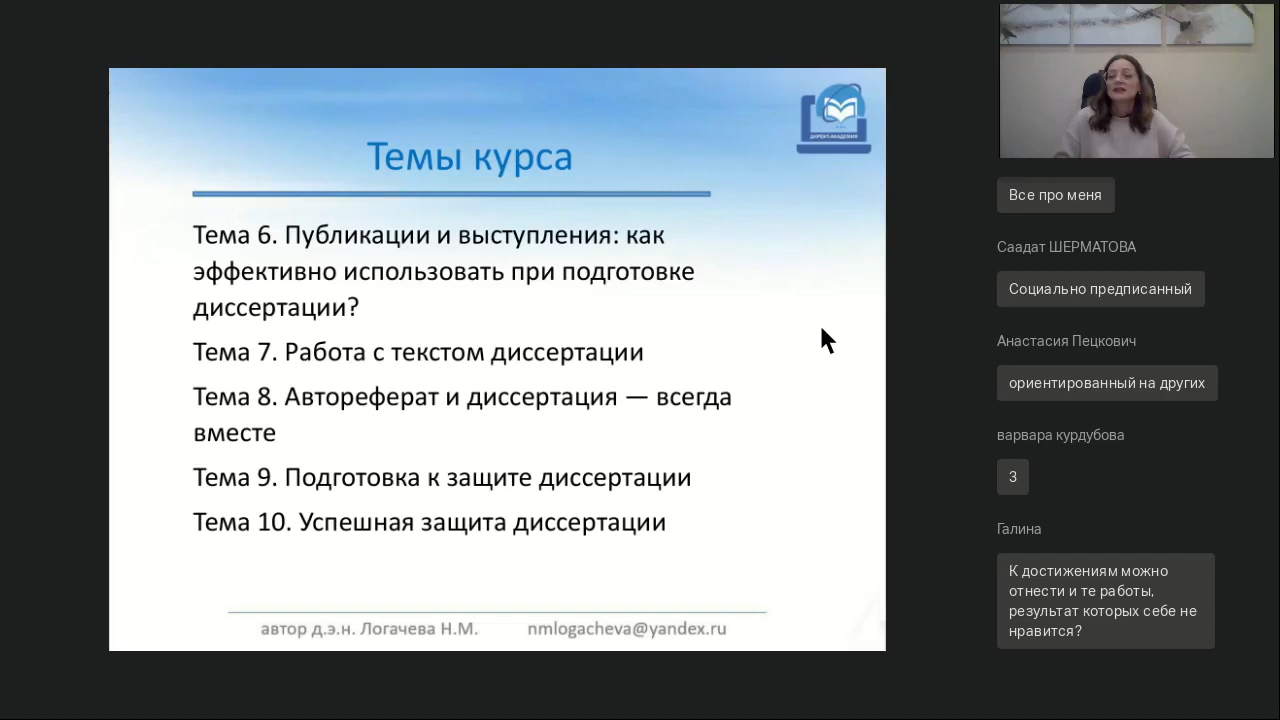 ДИРЕКТ-АКАДЕМИЯ
Темы курса
Тема 6. Публикации и выступления: как
эффективно использовать при подготовке
диссертации?
Тема 7. Работа с текстом диссертации
Тема 8. Автореферат и диссертация — всегда
вместе
Тема 9. Подготовка к защите диссертации
Тема 10. Успешная защита диссертации
автор д.э.н. Логачева Н.М. nmlogacheva@yandex.ru
Все про меня
Саадат ШЕРМАТОВА
Социально предписанный
Анастасия Пецкович
ориентированный на других
варвара курдубова
3
Галина
К достижениям можно
отнести и те работы,
результат которых себе не
нравится?